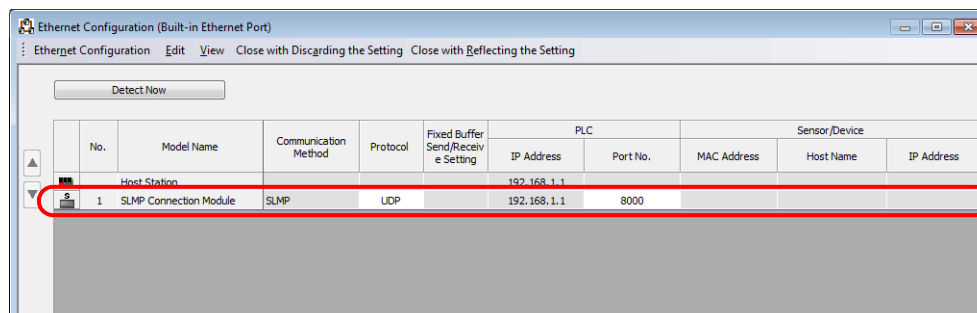 Ethernet Configuration (Built-in Ethernet Port)
Ethernet Configuration Edit View Close with Discarding the Setting Close with Reflecting the Setting
Detect Now
No. Model Name Communication Method Protocol Fixed Buffer Send/Receiv e Setting PLC Sensor/Device
IP Address Port No. MAC Address Host Name IP Address
Host Station 192.168.1.1
S
1 SLMP Connection Module SLMP UDP 192.168.1.1 8000